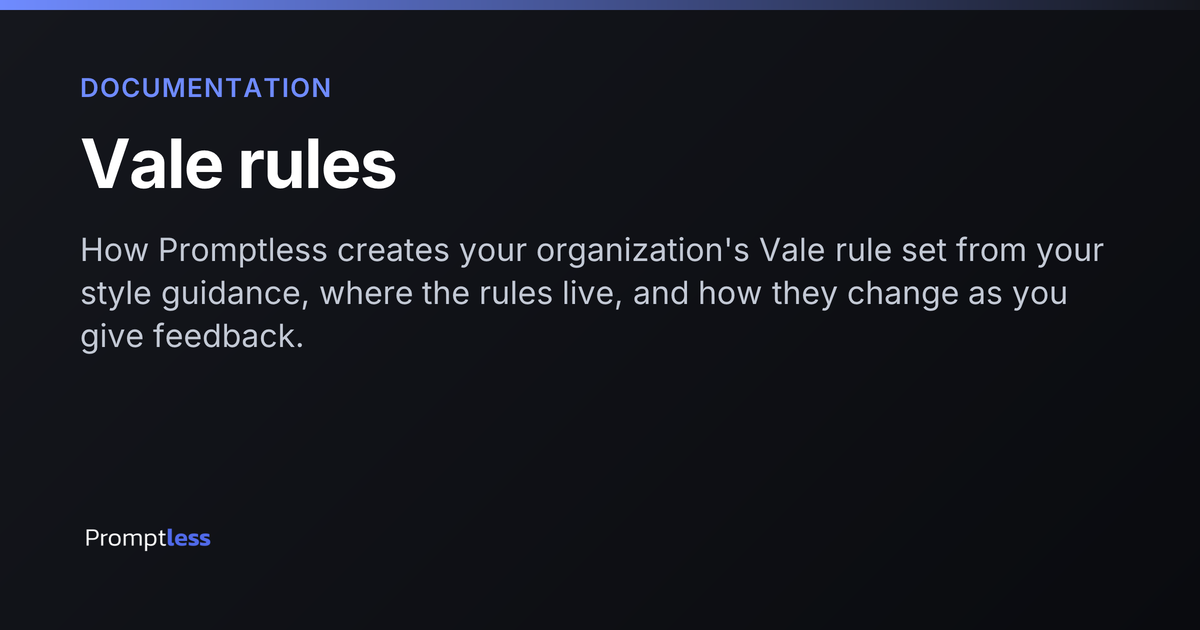 DOCUMENTATION
Vale rules
How Promptless creates your organization's Vale rule set from your
style guidance, where the rules live, and how they change as you
give feedback.
Promptless